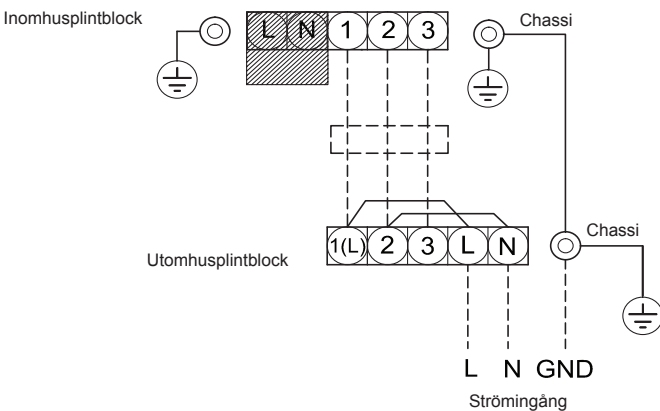 Inomhusplintblock
L N 1 2 3
Chassi
Utomhusplintblock
1(L) 2 3 L N
Chassi
L N GND
Strömingång